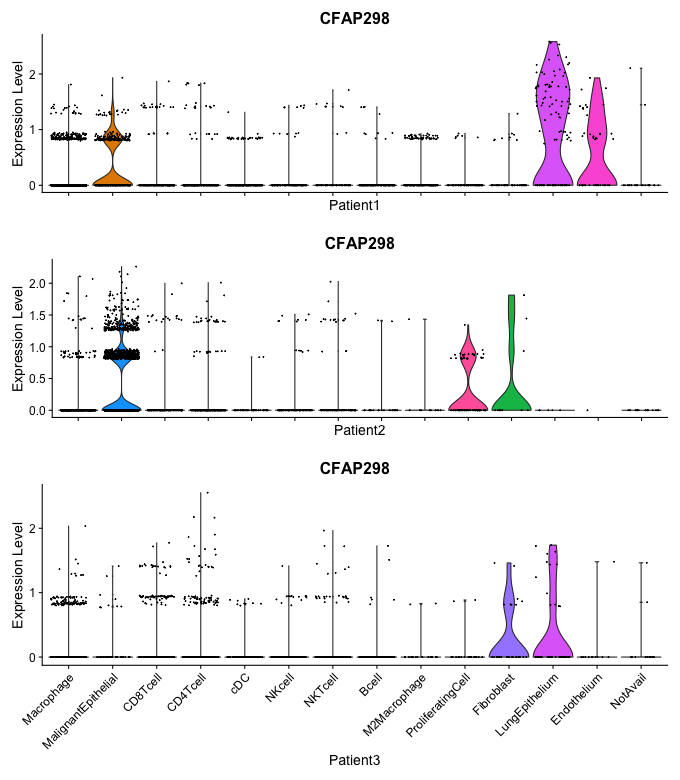 CFAP298
Expression Level
2
1
0
Patient1
CFAP298
Expression Level
2.0
1.5
1.0
0.5
0.0
Patient2
CFAP298
Expression Level
2
1
0
Macrophage
MalignantEpithelial
CD8Tcell
CD4Tcell
cDC
NKcell
NKTcell
Bcell
M2Macrophage
ProliferatingCell
Fibroblast
LungEpithelium
Endothelium
NotAvail
Patient3